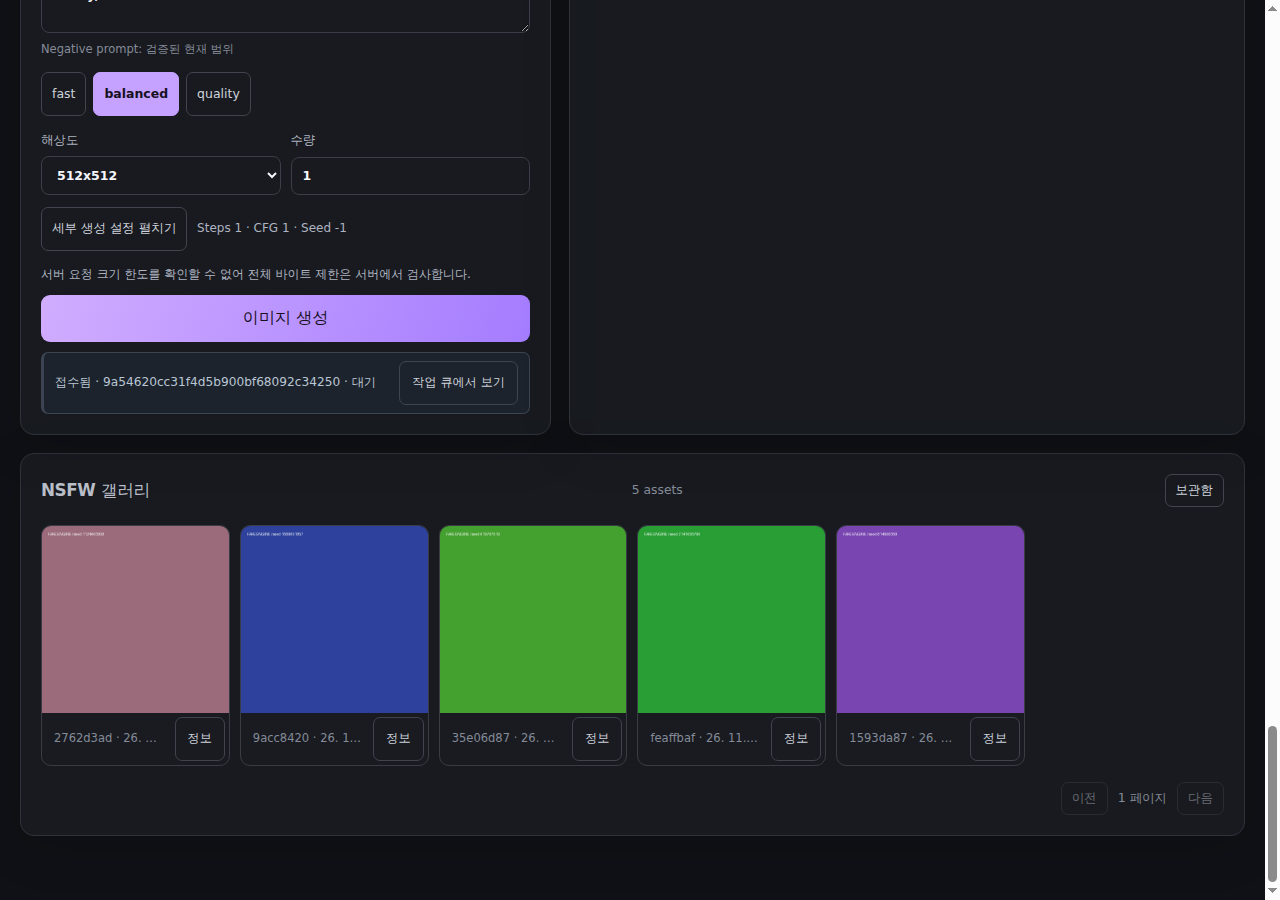 Negative prompt: 검증된 현재 범위
fast balanced quality
해상도 수량
512x512 1
세부 생성 설정 펼치기 Steps 1 · CFG 1 · Seed -1
서버 요청 크기 한도를 확인할 수 없어 전체 바이트 제한은 서버에서 검사합니다.
이미지 생성
접수됨 · 9a54620cc31f4d5b900bf68092c34250 · 대기 작업 큐에서 보기
NSFW 갤러리 5 assets 보관함
2762d3ad · 26. … 정보 9acc8420 · 26. 1… 정보 35e06d87 · 26. … 정보 feaffbaf · 26. 11.… 정보 1593da87 · 26. … 정보
이전 1 페이지 다음